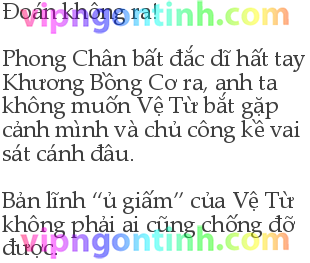 Đoán không ra!
vipngontinh.com
Phong Chân bất đắc dĩ hất tay
Khương Bồng Cơ ra, anh ta
không muốn Vệ Từ bắt gặp
cảnh mình và chủ công kề vai
sát cánh đâu.
Bản lĩnh “ủ giấm” của Vệ Từ
không phải ai cũng chống đỡ
được.
vipngontinh.com